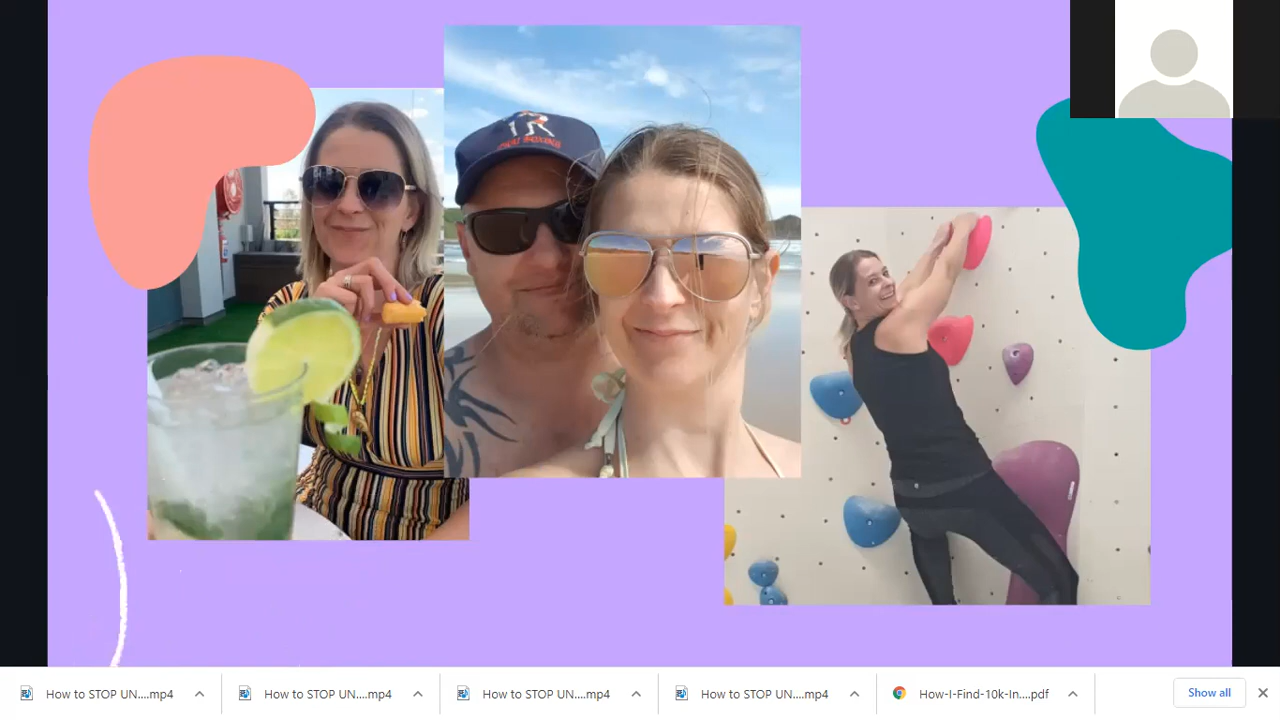 THAI BOXING
How to STOP UN....mp4
How to STOP UN....mp4
How to STOP UN....mp4
How to STOP UN....mp4
How-I-Find-10k-In....pdf
Show all